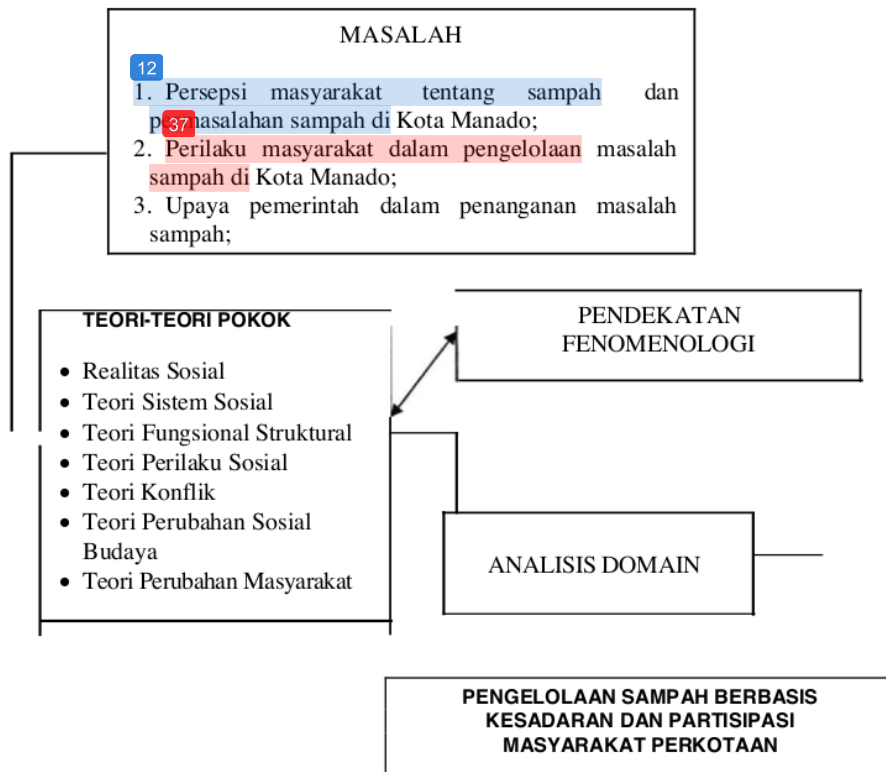 MASALAH
12
1. Persepsi masyarakat tentang sampah dan
permasalahan sampah di Kota Manado;
37
2. Perilaku masyarakat dalam pengelolaan masalah
sampah di Kota Manado;
3. Upaya pemerintah dalam penanganan masalah
sampah;
TEORI-TEORI POKOK
• Realitas Sosial
• Teori Sistem Sosial
• Teori Fungsional Struktural
• Teori Perilaku Sosial
• Teori Konflik
• Teori Perubahan Sosial
Budaya
• Teori Perubahan Masyarakat
PENDEKATAN
FENOMENOLOGI
ANALISIS DOMAIN
PENGELOLAAN SAMPAH BERBASIS
KESADARAN DAN PARTISIPASI
MASYARAKAT PERKOTAAN